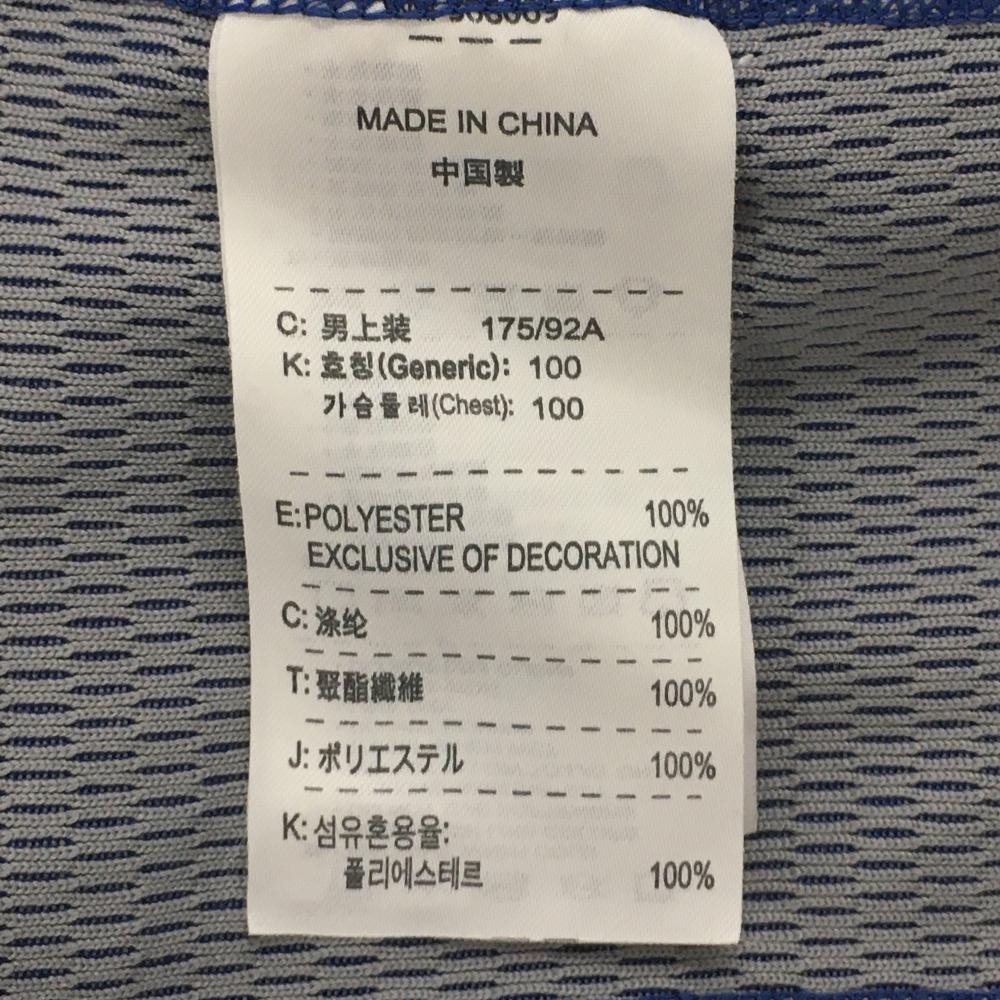 MADE IN CHINA
中国製
C: 男上装 175/92A
K: 호칭(Generic): 100
가슴둘레(Chest): 100
E:POLYESTER 100%
EXCLUSIVE OF DECORATION
C: 涤纶 100%
T: 聚酯纖維 100%
J: ポリエステル 100%
K: 섬유혼용율:
폴리에스테르 100%